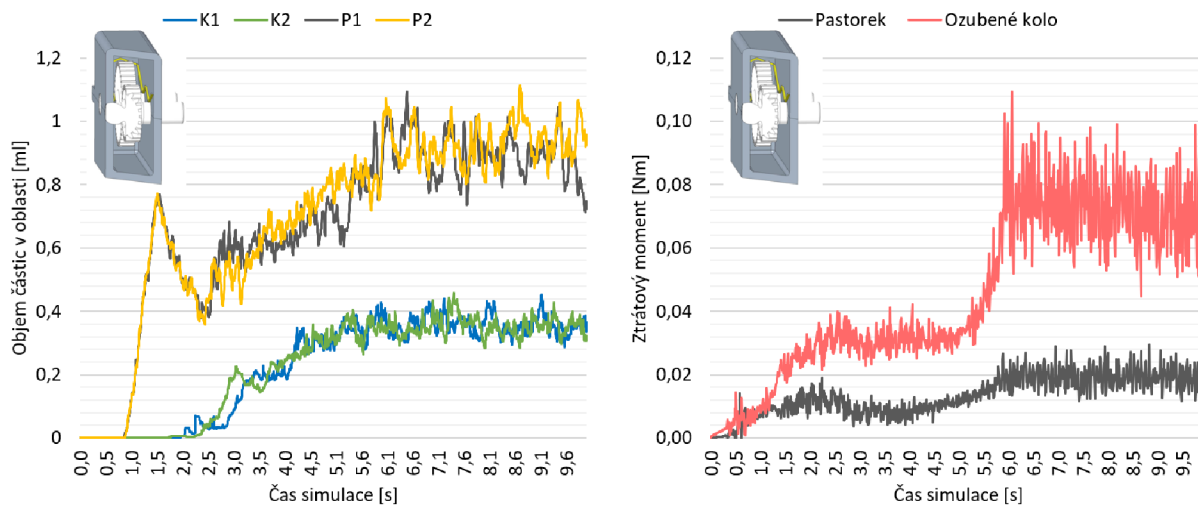 K1 K2 P1 P2
Objem částic v oblasti [ml]
1,2
1
0,8
0,6
0,4
0,2
0
0,0 0,5 1,0 1,5 2,0 2,5 3,0 3,5 4,0 4,5 5,1 5,6 6,1 6,6 7,1 7,6 8,1 8,6 9,1 9,6
Čas simulace [s]
Pastorek Ozubené kolo
Ztrátový moment [Nm]
0,12
0,10
0,08
0,06
0,04
0,02
0,00
0,0 0,5 1,0 1,5 2,0 2,5 3,0 3,5 4,0 4,5 5,0 5,5 6,0 6,5 7,0 7,5 8,0 8,5 9,0 9,5
Čas simulace [s]